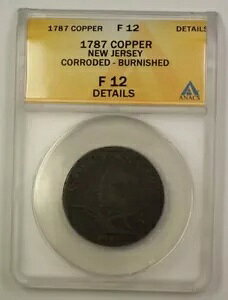 1787 COPPER F 12 DETAILS
1787 COPPER
NEW JERSEY
CORRODED - BURNISHED
F 12
DETAILS
ANACS